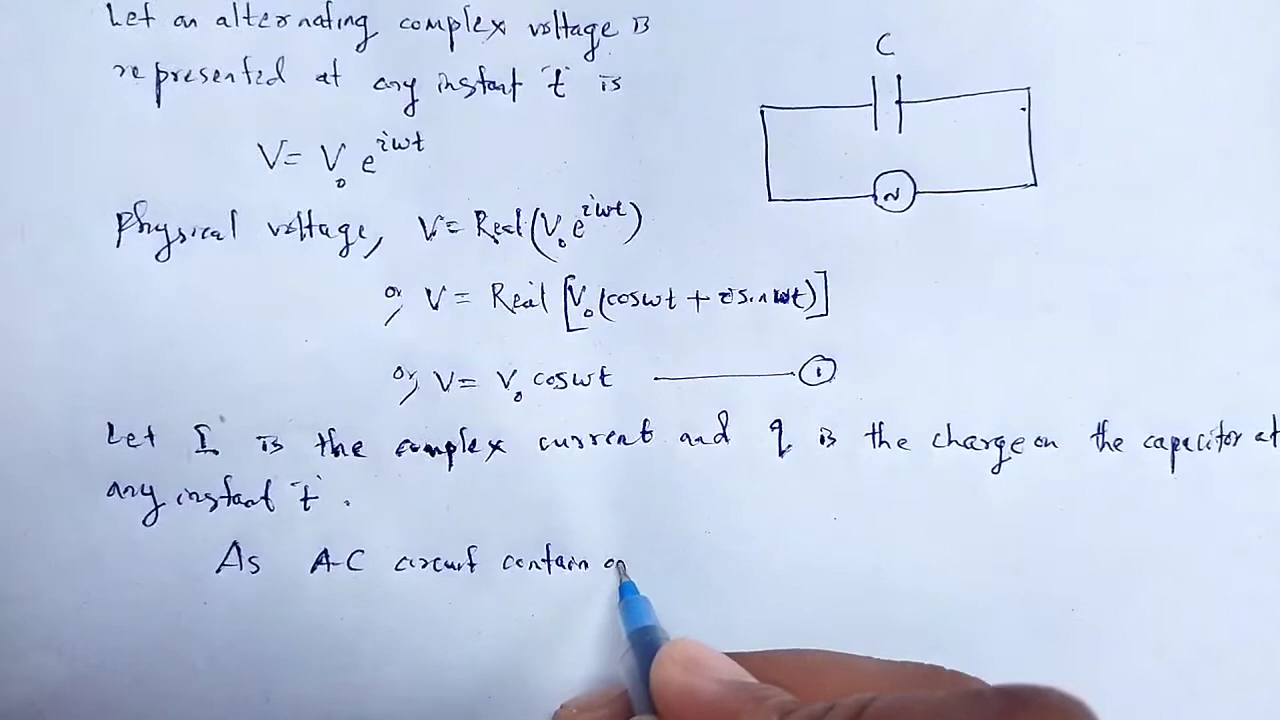 Let an alternating complex voltage is
represented at any instant 't' is
C
V = V₀ e^{iωt}
Physical voltage, V = Real(V₀ e^{iωt})
or, V = Real [V₀ (cosωt + i sinωt)]
or, V = V₀ cosωt ——— ①
Let I is the complex current and q is the charge on the capacitor at
any instant 't'.
As A-C circuit contain